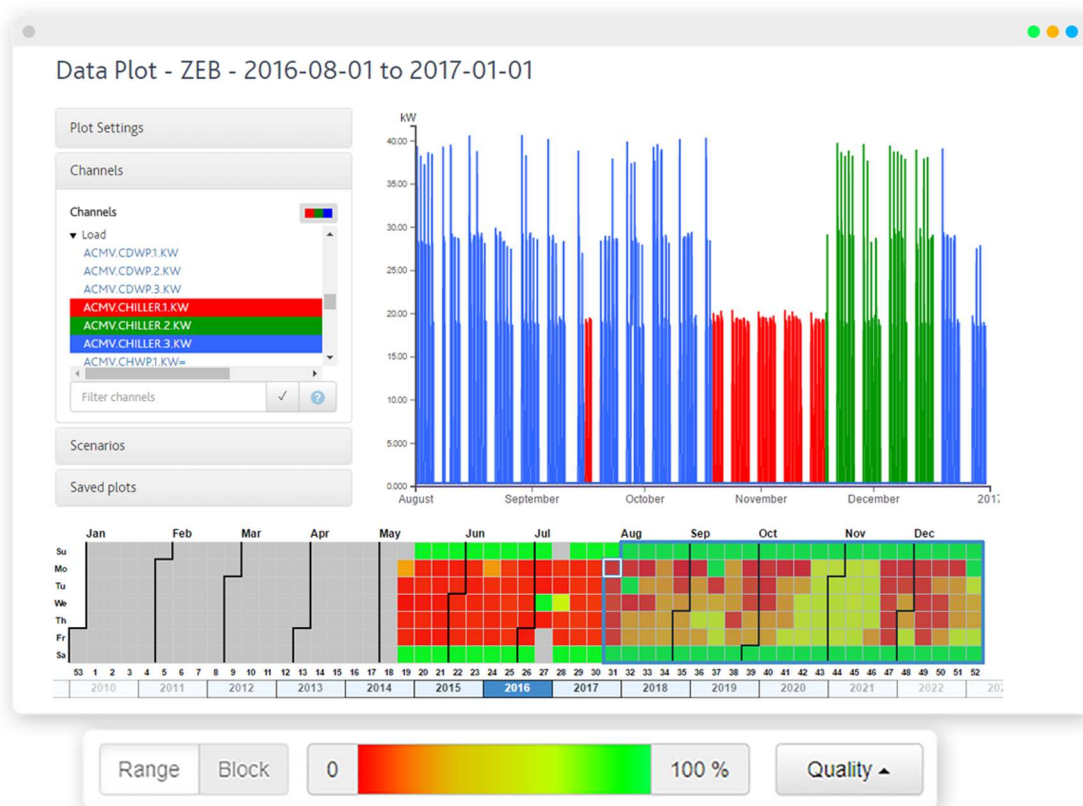 Data Plot - ZEB - 2016-08-01 to 2017-01-01
Plot Settings
Channels
Channels
Load
ACMV.CDWP.1.KW
ACMV.CDWP.2.KW
ACMV.CDWP.3.KW
ACMV.CHILLER.1.KW
ACMV.CHILLER.2.KW
ACMV.CHILLER.3.KW
ACMV.CHWP.1.KW=
Filter channels
Scenarios
Saved plots
kW
40.00
35.00
30.00
25.00
20.00
15.00
10.00
5.000
0.000
August September October November December 2017
Jan Feb Mar Apr May Jun Jul Aug Sep Oct Nov Dec
Su
Mo
Tu
We
Th
Fr
Sa
53 1 2 3 4 5 6 7 8 9 10 11 12 13 14 15 16 17 18 19 20 21 22 23 24 25 26 27 28 29 30 31 32 33 34 35 36 37 38 39 40 41 42 43 44 45 46 47 48 49 50 51 52
2010 2011 2012 2013 2014 2015 2016 2017 2018 2019 2020 2021 2022 202
Range Block 0 100 % Quality